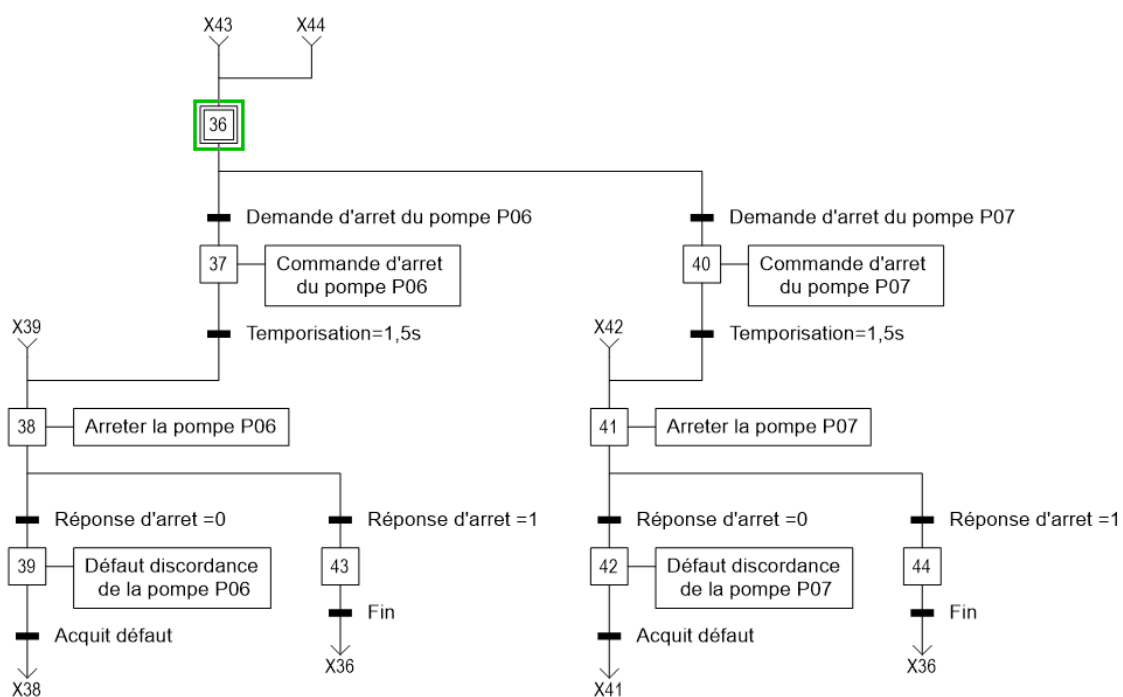 X43 X44
36
Demande d'arret du pompe P06 Demande d'arret du pompe P07
37 Commande d'arret
du pompe P06
40 Commande d'arret
du pompe P07
X39 Temporisation=1,5s X42 Temporisation=1,5s
38 Arreter la pompe P06 41 Arreter la pompe P07
Réponse d'arret =0 Réponse d'arret =1 Réponse d'arret =0 Réponse d'arret =1
39 Défaut discordance
de la pompe P06
43
42 Défaut discordance
de la pompe P07
44
Fin Fin
Acquit défaut Acquit défaut
X36 X36
X38 X41